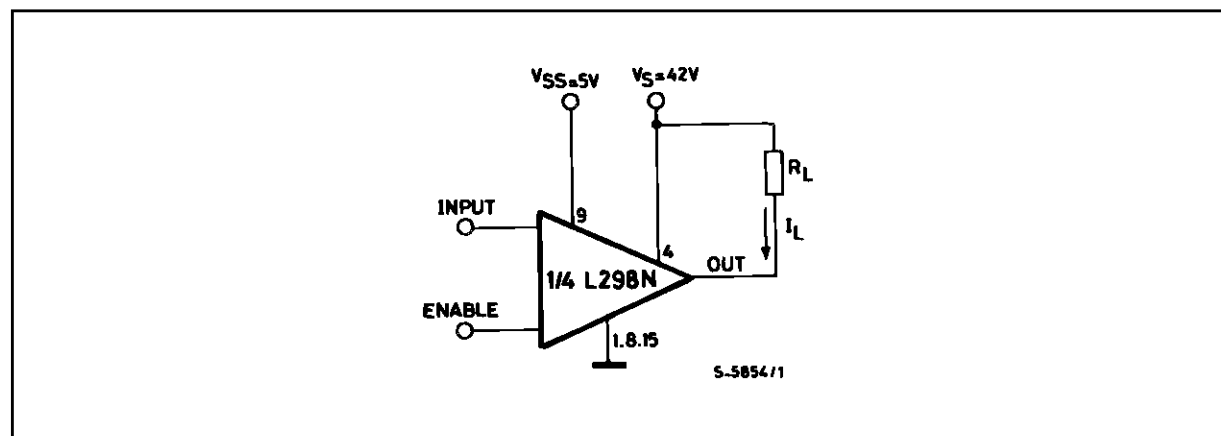 VSS=5V
VS=42V
RL
INPUT
9
IL
4
OUT
1/4 L298N
ENABLE
1.8.15
S-5854/1